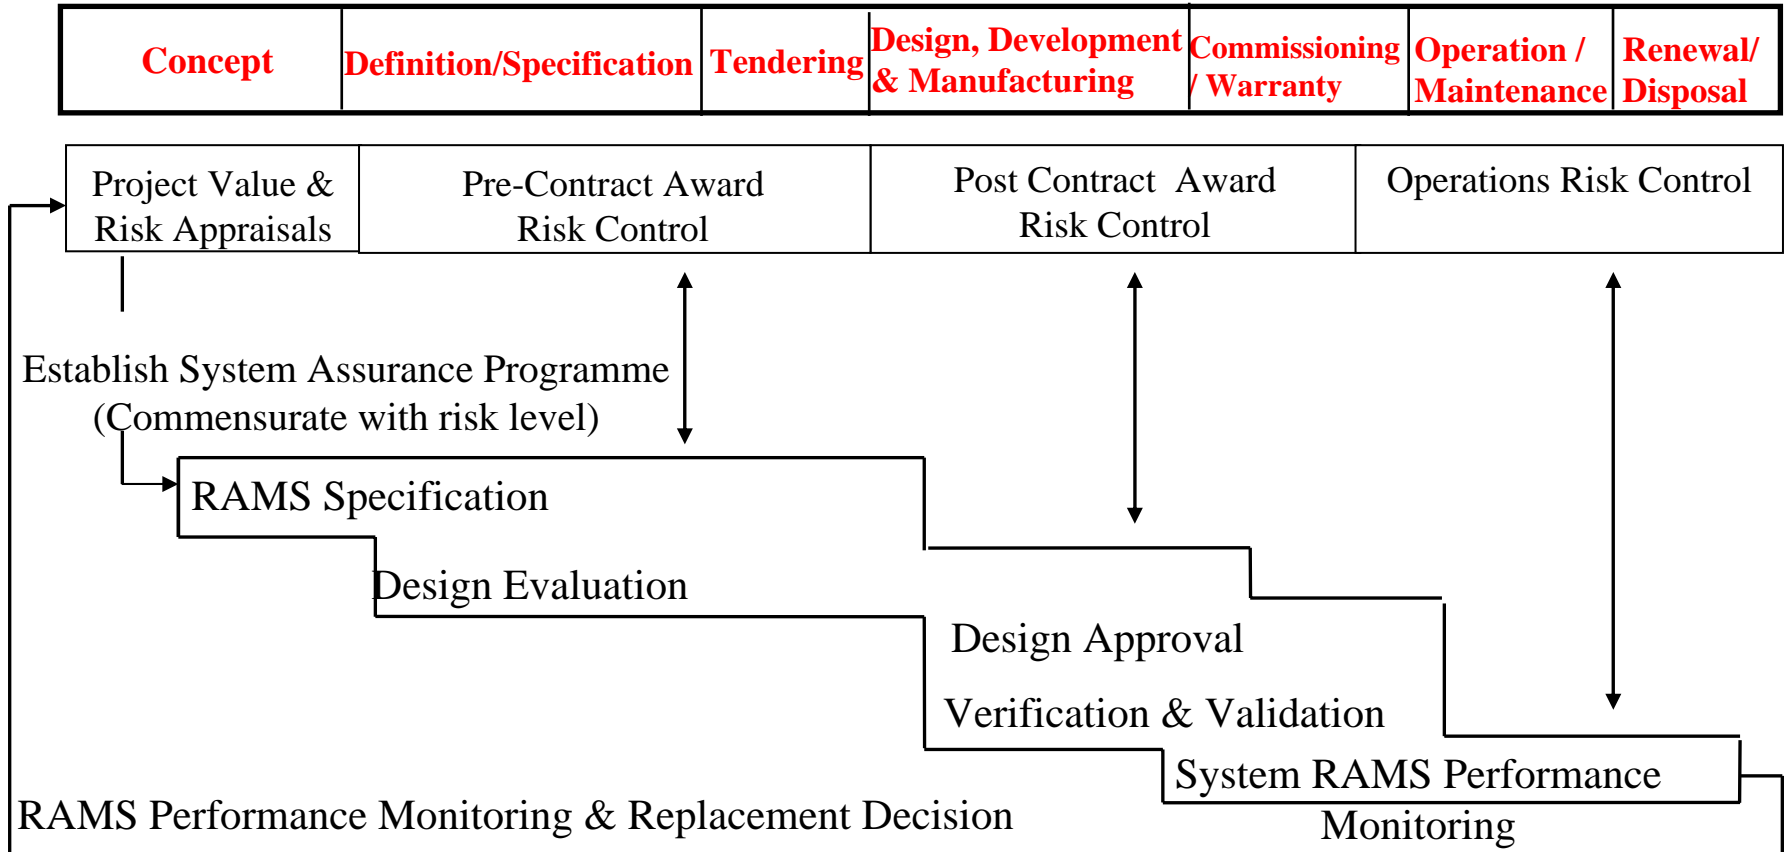 Concept
Definition/Specification
Tendering
Design, Development
& Manufacturing
Commissioning
/ Warranty
Operation /
Maintenance
Renewal/
Disposal
Project Value &
Risk Appraisals
Pre-Contract Award
Risk Control
Post Contract Award
Risk Control
Operations Risk Control
Establish System Assurance Programme
(Commensurate with risk level)
RAMS Specification
Design Evaluation
Design Approval
Verification & Validation
System RAMS Performance
Monitoring
RAMS Performance Monitoring & Replacement Decision